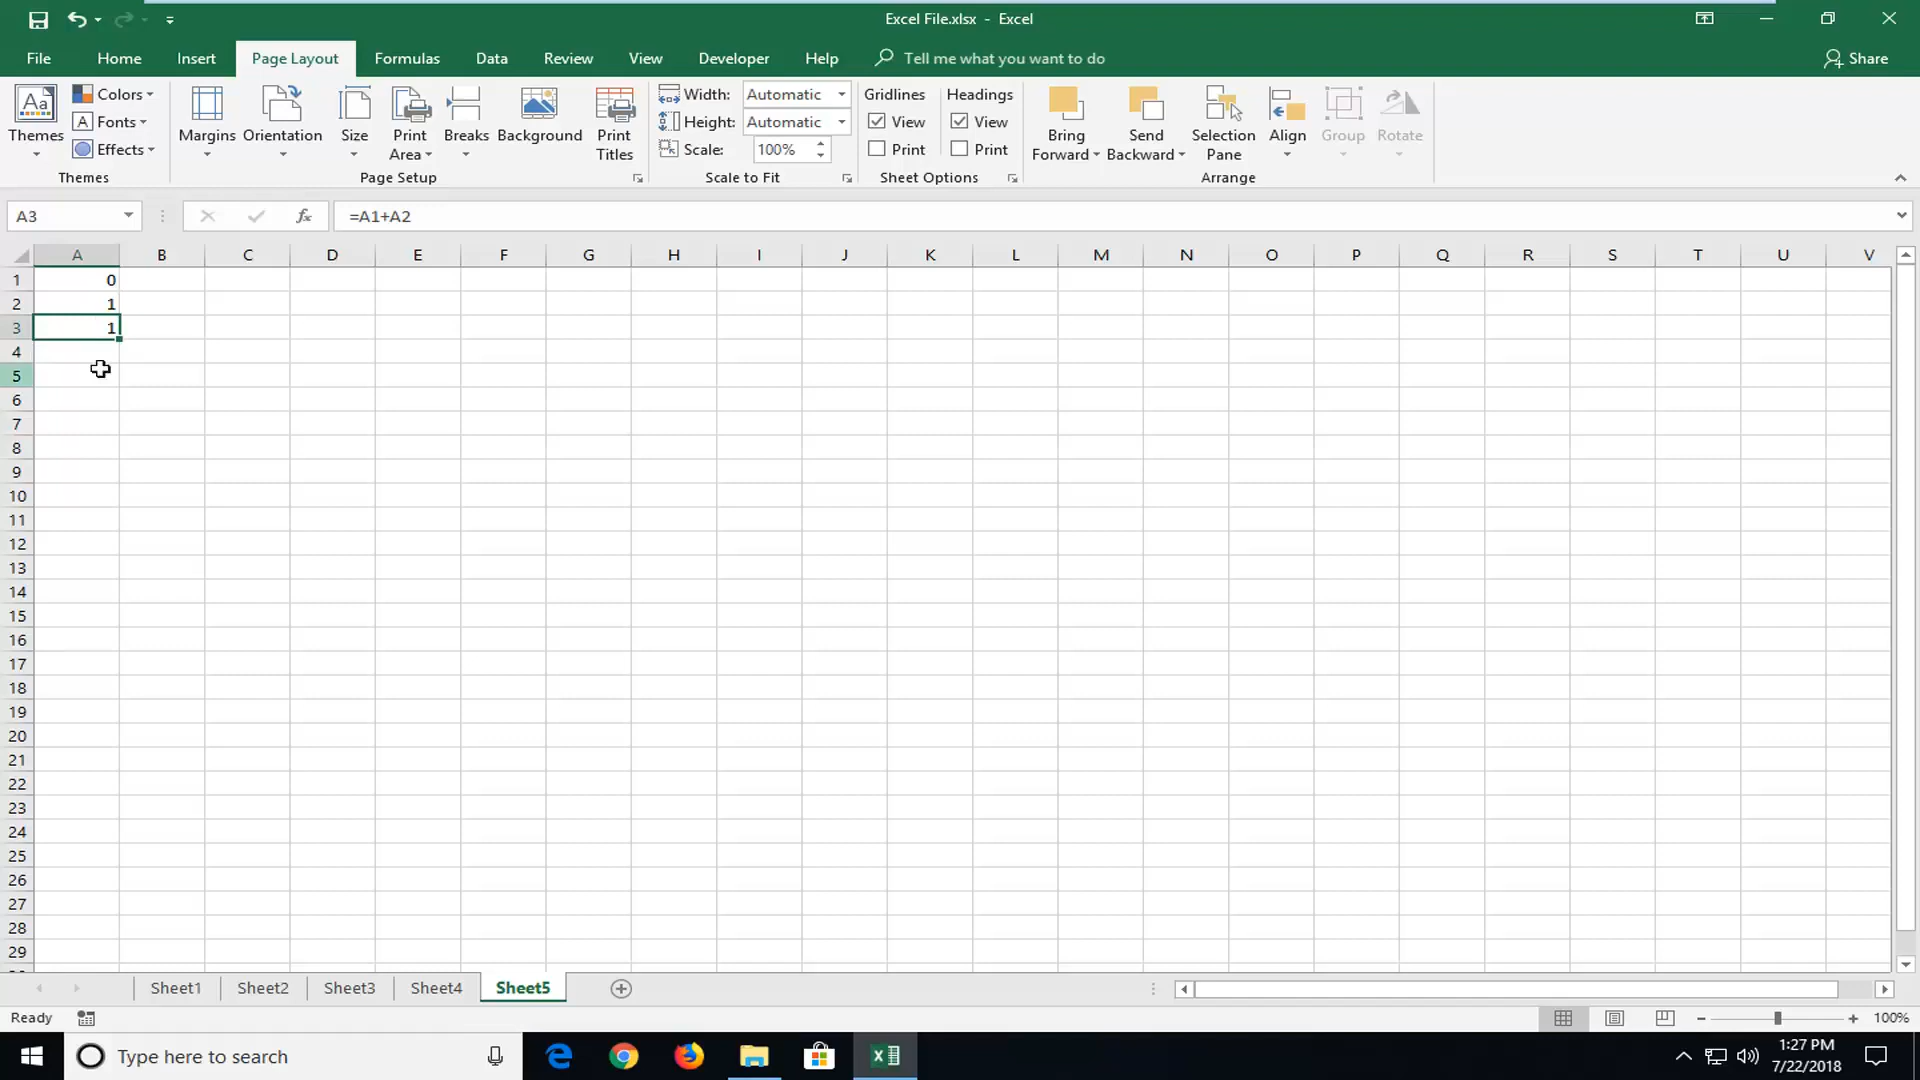 Excel File.xlsx - Excel
File Home Insert Page Layout Formulas Data Review View Developer Help Tell me what you want to do Share
Aa Themes Colors Fonts Effects Margins Orientation Size Print Area Breaks Background Print Titles
Width: Automatic Height: Automatic Scale: 100%
Gridlines View Print Headings View Print
Bring Forward Send Backward Selection Pane Align Group Rotate
Themes Page Setup Scale to Fit Sheet Options Arrange
A3 fx =A1+A2
A B C D E F G H I J K L M N O P Q R S T U V
1 0
2 1
3 1
4
5
6
7
8
9
10
11
12
13
14
15
16
17
18
19
20
21
22
23
24
25
26
27
28
29
Sheet1 Sheet2 Sheet3 Sheet4 Sheet5
Ready 100%
Type here to search
1:27 PM
7/22/2018